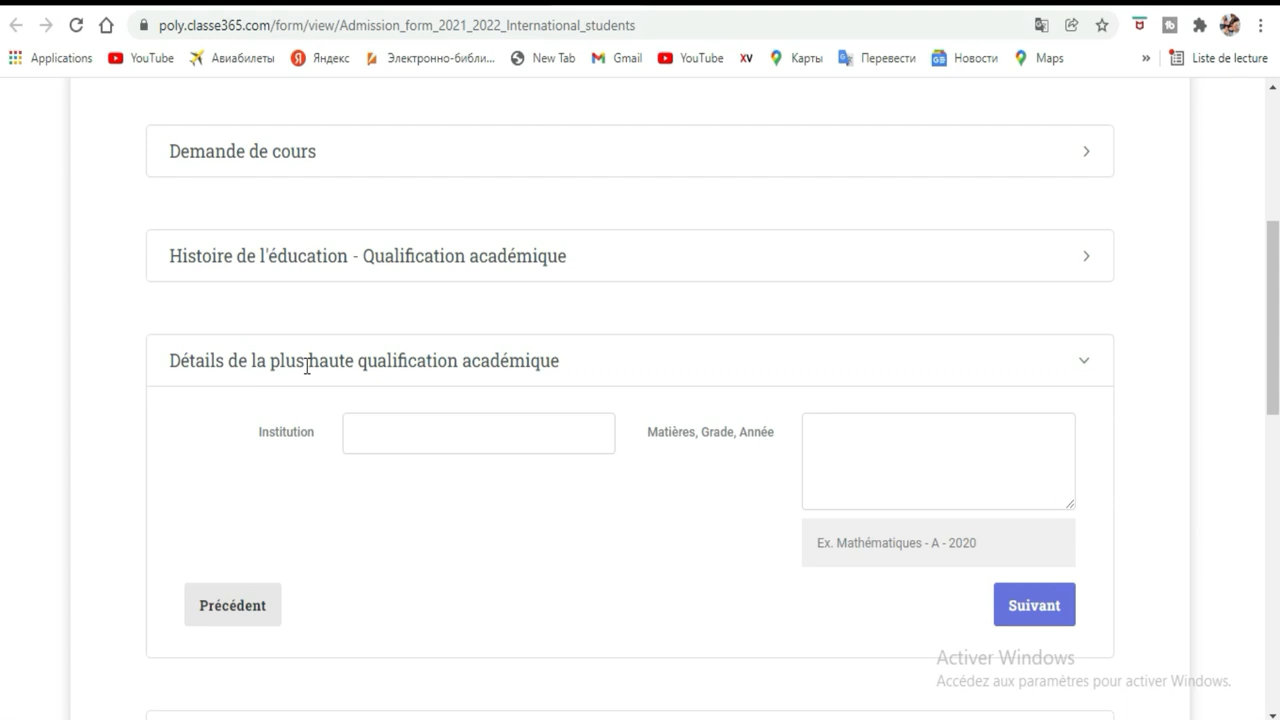 poly.classe365.com/form/view/Admission_form_2021_2022_International_students
Applications YouTube Авиабилеты Яндекс Электронно-библи... New Tab Gmail YouTube XV Карты Перевести Новости Maps » Liste de lecture
Demande de cours
Histoire de l'éducation - Qualification académique
Détails de la plus haute qualification académique
Institution
Matières, Grade, Année
Ex. Mathématiques - A - 2020
Précédent
Suivant
Activer Windows
Accédez aux paramètres pour activer Windows.